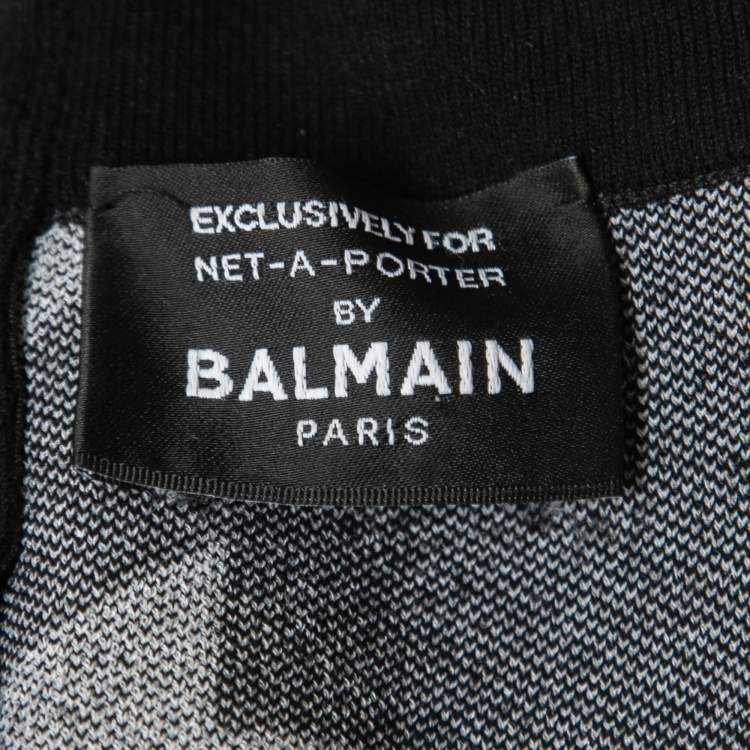 EXCLUSIVELY FOR
NET-A-PORTER
BY
BALMAIN
PARIS